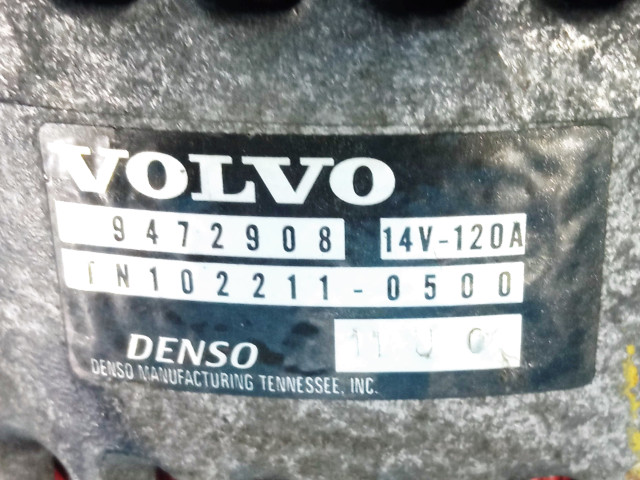 VOLVO
9472908 14V-120A
TN102211-0500
DENSO
DENSO MANUFACTURING TENNESSEE, INC.